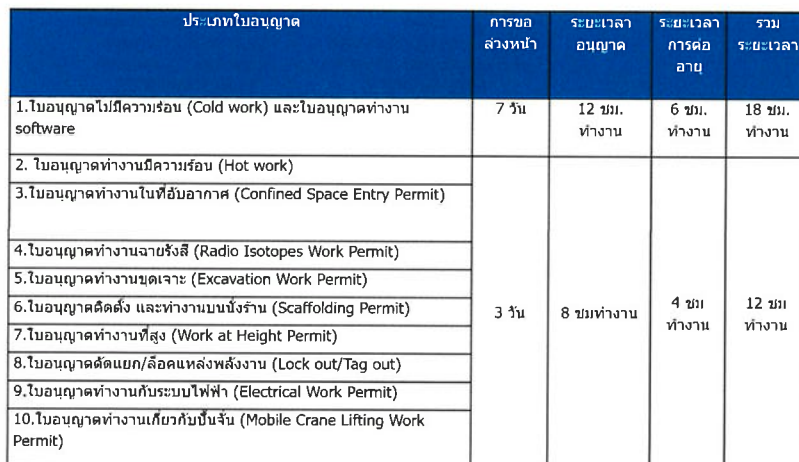 ประเภทใบอนุญาต
การขอ
ล่วงหน้า
ระยะเวลา
อนุญาต
ระยะเวลา
การต่อ
อายุ
รวม
ระยะเวลา
1.ใบอนุญาตไม่มีความร้อน (Cold work) และใบอนุญาตทำงาน
software
7 วัน
12 ชม.
ทำงาน
6 ชม.
ทำงาน
18 ชม.
ทำงาน
2. ใบอนุญาตทำงานมีความร้อน (Hot work)
3.ใบอนุญาตทำงานในที่อับอากาศ (Confined Space Entry Permit)
4.ใบอนุญาตทำงานฉายรังสี (Radio Isotopes Work Permit)
5.ใบอนุญาตทำงานขุดเจาะ (Excavation Work Permit)
6.ใบอนุญาตติดตั้ง และทำงานบนนั่งร้าน (Scaffolding Permit)
7.ใบอนุญาตทำงานที่สูง (Work at Height Permit)
8.ใบอนุญาตตัดแยก/ล็อคแหล่งพลังงาน (Lock out/Tag out)
9.ใบอนุญาตทำงานกับระบบไฟฟ้า (Electrical Work Permit)
10.ใบอนุญาตทำงานเกี่ยวกับปั้นจั่น (Mobile Crane Lifting Work
Permit)
3 วัน
8 ชมทำงาน
4 ชม
ทำงาน
12 ชม
ทำงาน